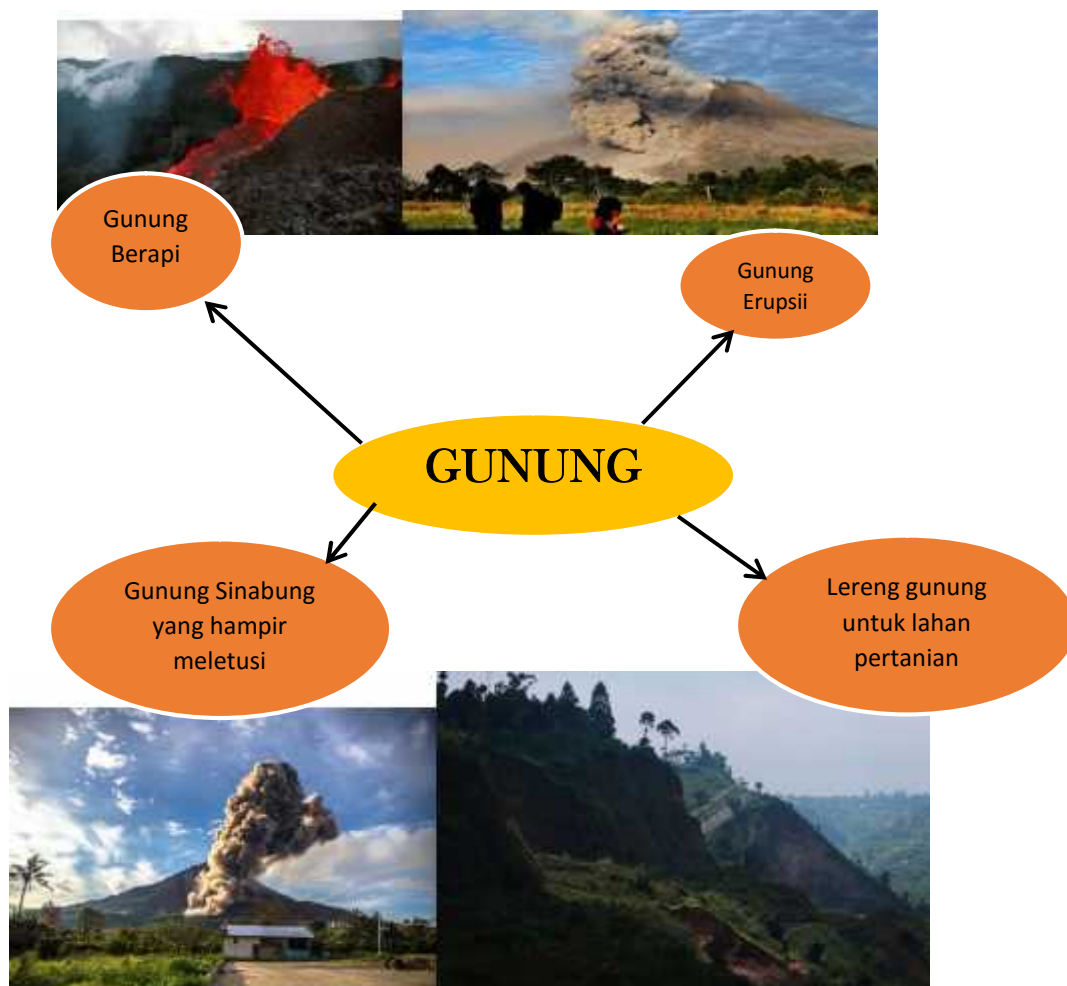 Gunung
Berapi
Gunung
Erupsii
GUNUNG
Gunung Sinabung
yang hampir
meletusi
Lereng gunung
untuk lahan
pertanian